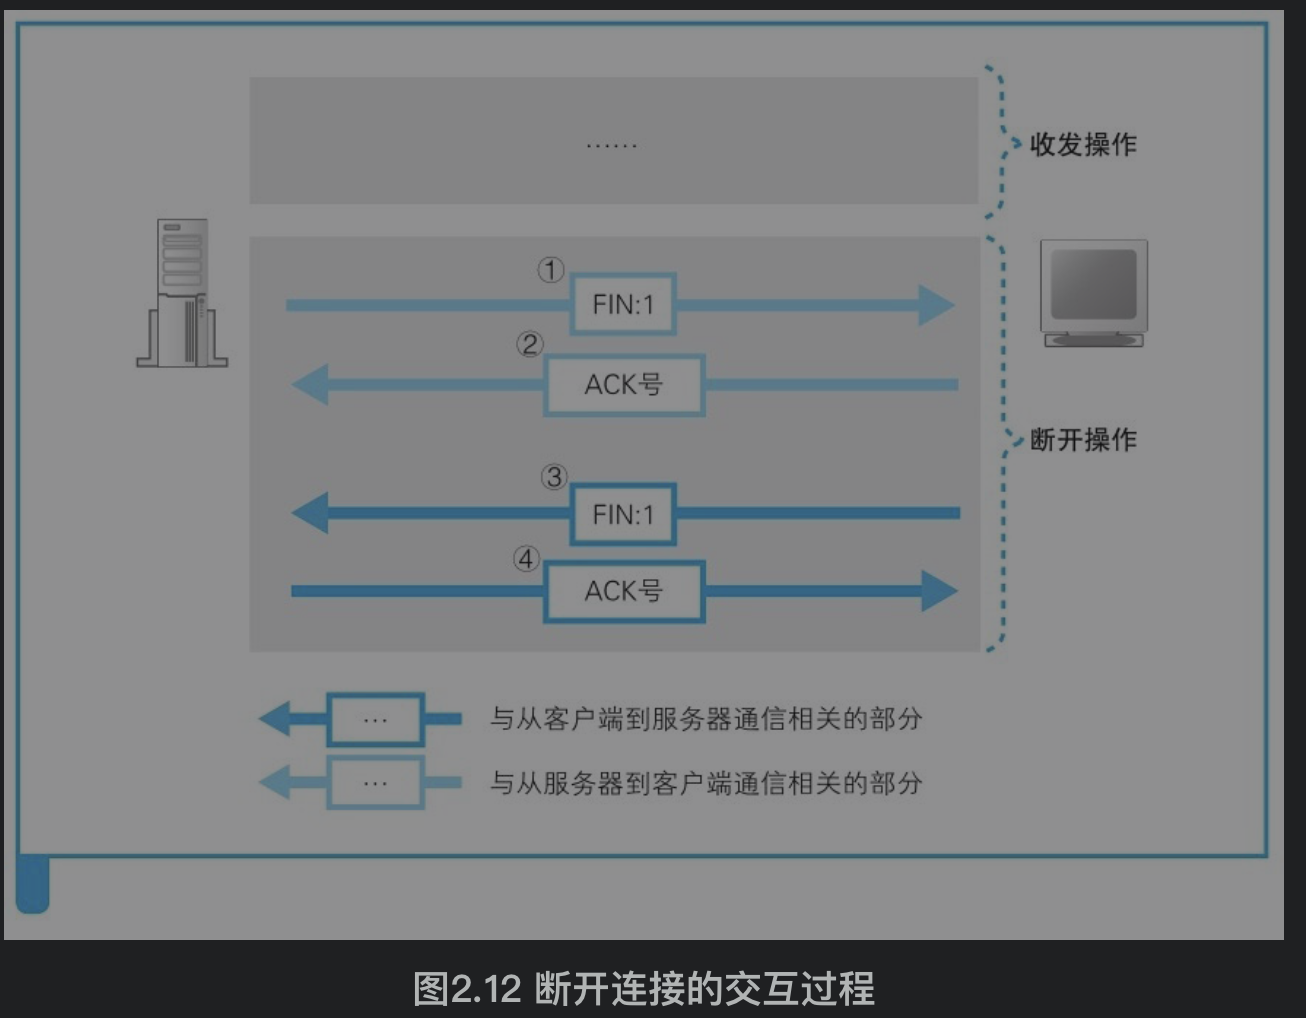 ……
收发操作
①
FIN:1
②
ACK号
断开操作
③
FIN:1
④
ACK号
… 与从客户端到服务器通信相关的部分
… 与从服务器到客户端通信相关的部分
图2.12 断开连接的交互过程